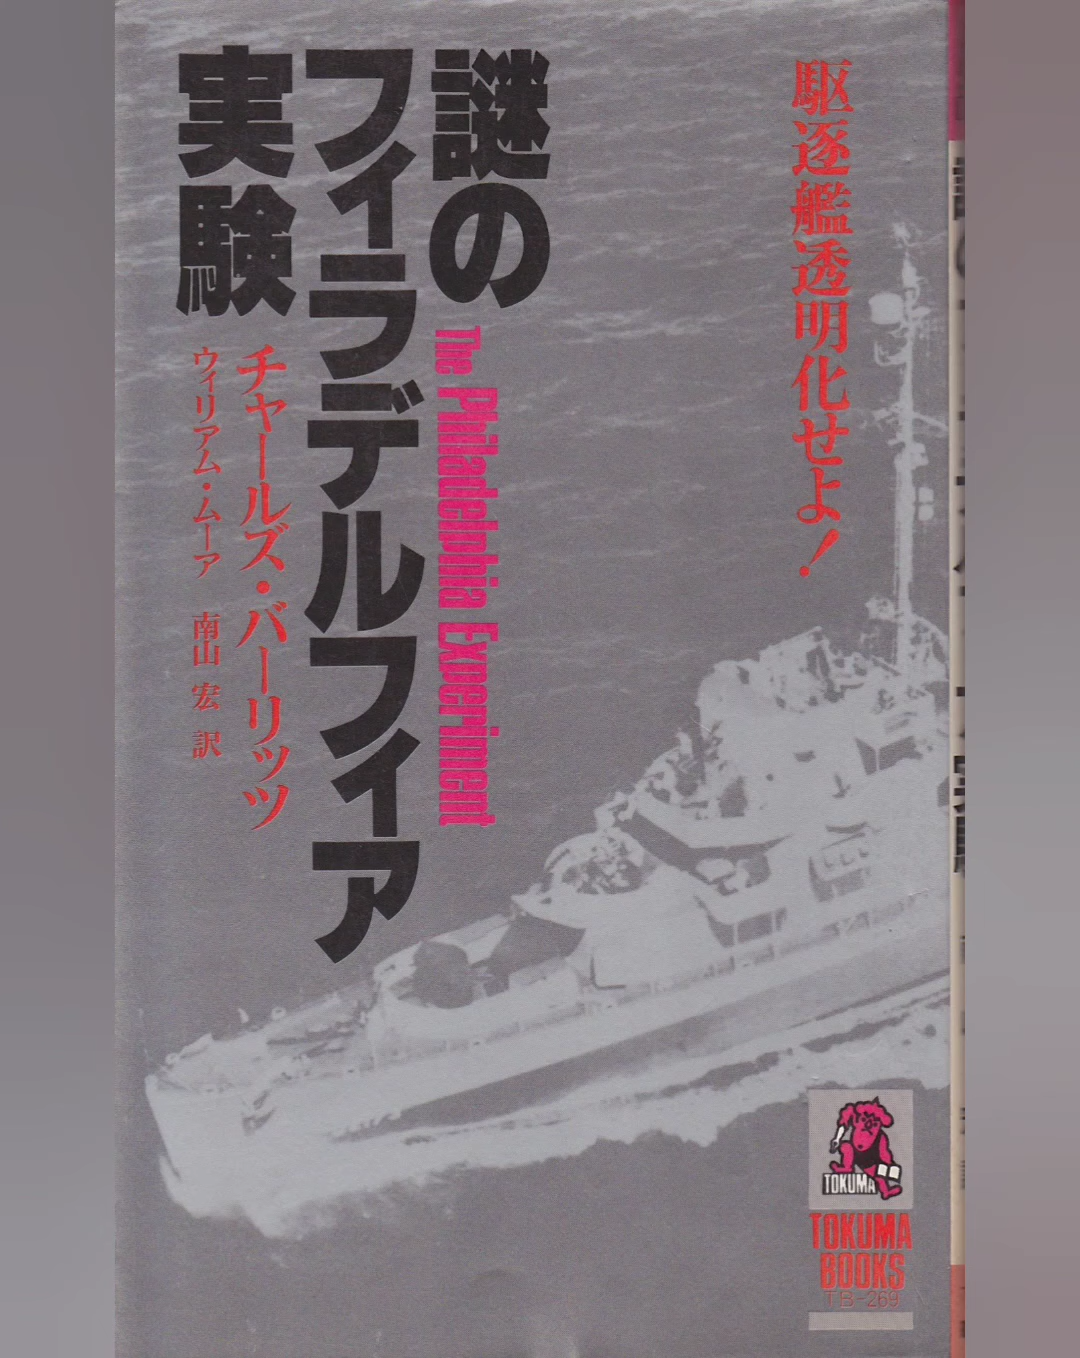 駆逐艦透明化せよ!
謎の
The Philadelphia Experiment
フィラデルフィア
実験
チャールズ・バーリッツ
ウィリアム・ムーア 南山 宏 訳
TOKUMA
TOKUMA
BOOKS
TB-269